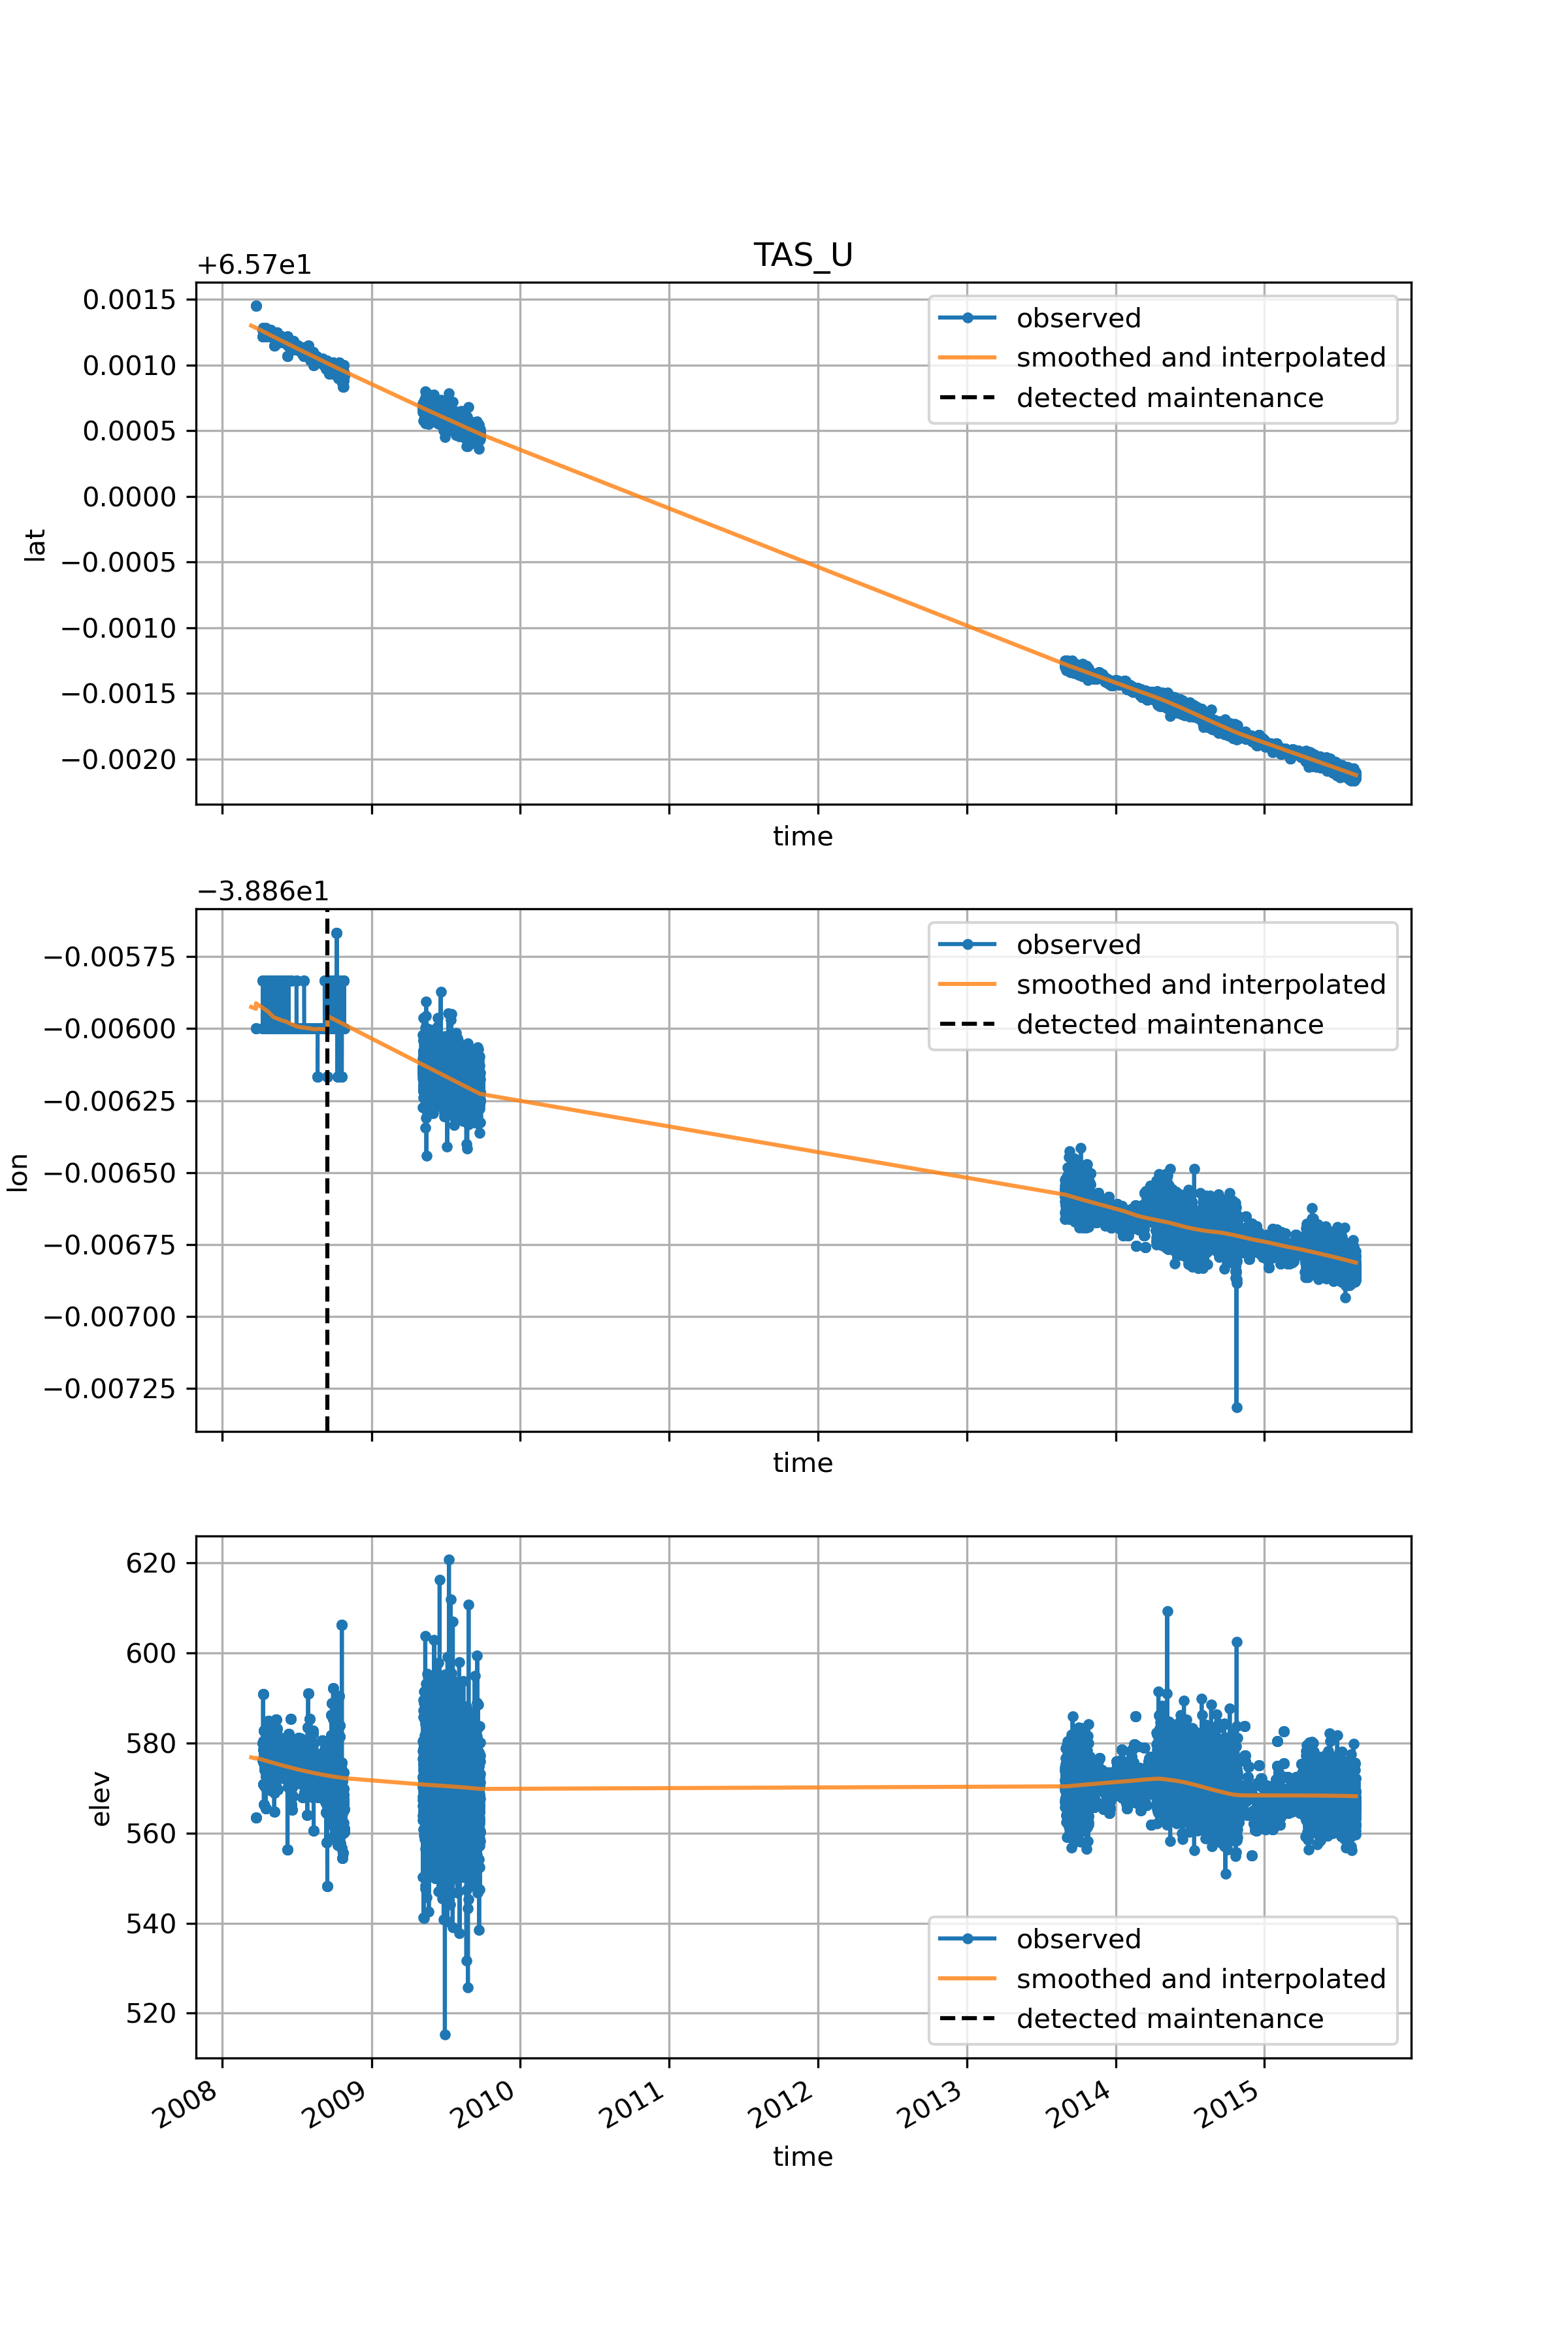 TAS_U
+6.57e1
0.0015
0.0010
0.0005
0.0000
−0.0005
−0.0010
−0.0015
−0.0020
lat
observed
smoothed and interpolated
detected maintenance
time
−3.886e1
−0.00575
−0.00600
−0.00625
−0.00650
−0.00675
−0.00700
−0.00725
lon
observed
smoothed and interpolated
detected maintenance
time
620
600
580
560
540
520
elev
observed
smoothed and interpolated
detected maintenance
2008 2009 2010 2011 2012 2013 2014 2015
time